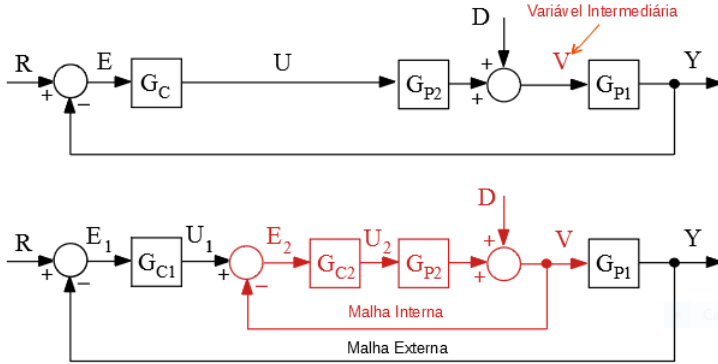 Variável Intermediária
D
R
E
U
V
Y
+
−
G_C
G_P2
+
+
G_P1
D
R
E_1
U_1
E_2
U_2
V
Y
+
−
G_C1
+
−
G_C2
G_P2
+
+
G_P1
Malha Interna
Malha Externa